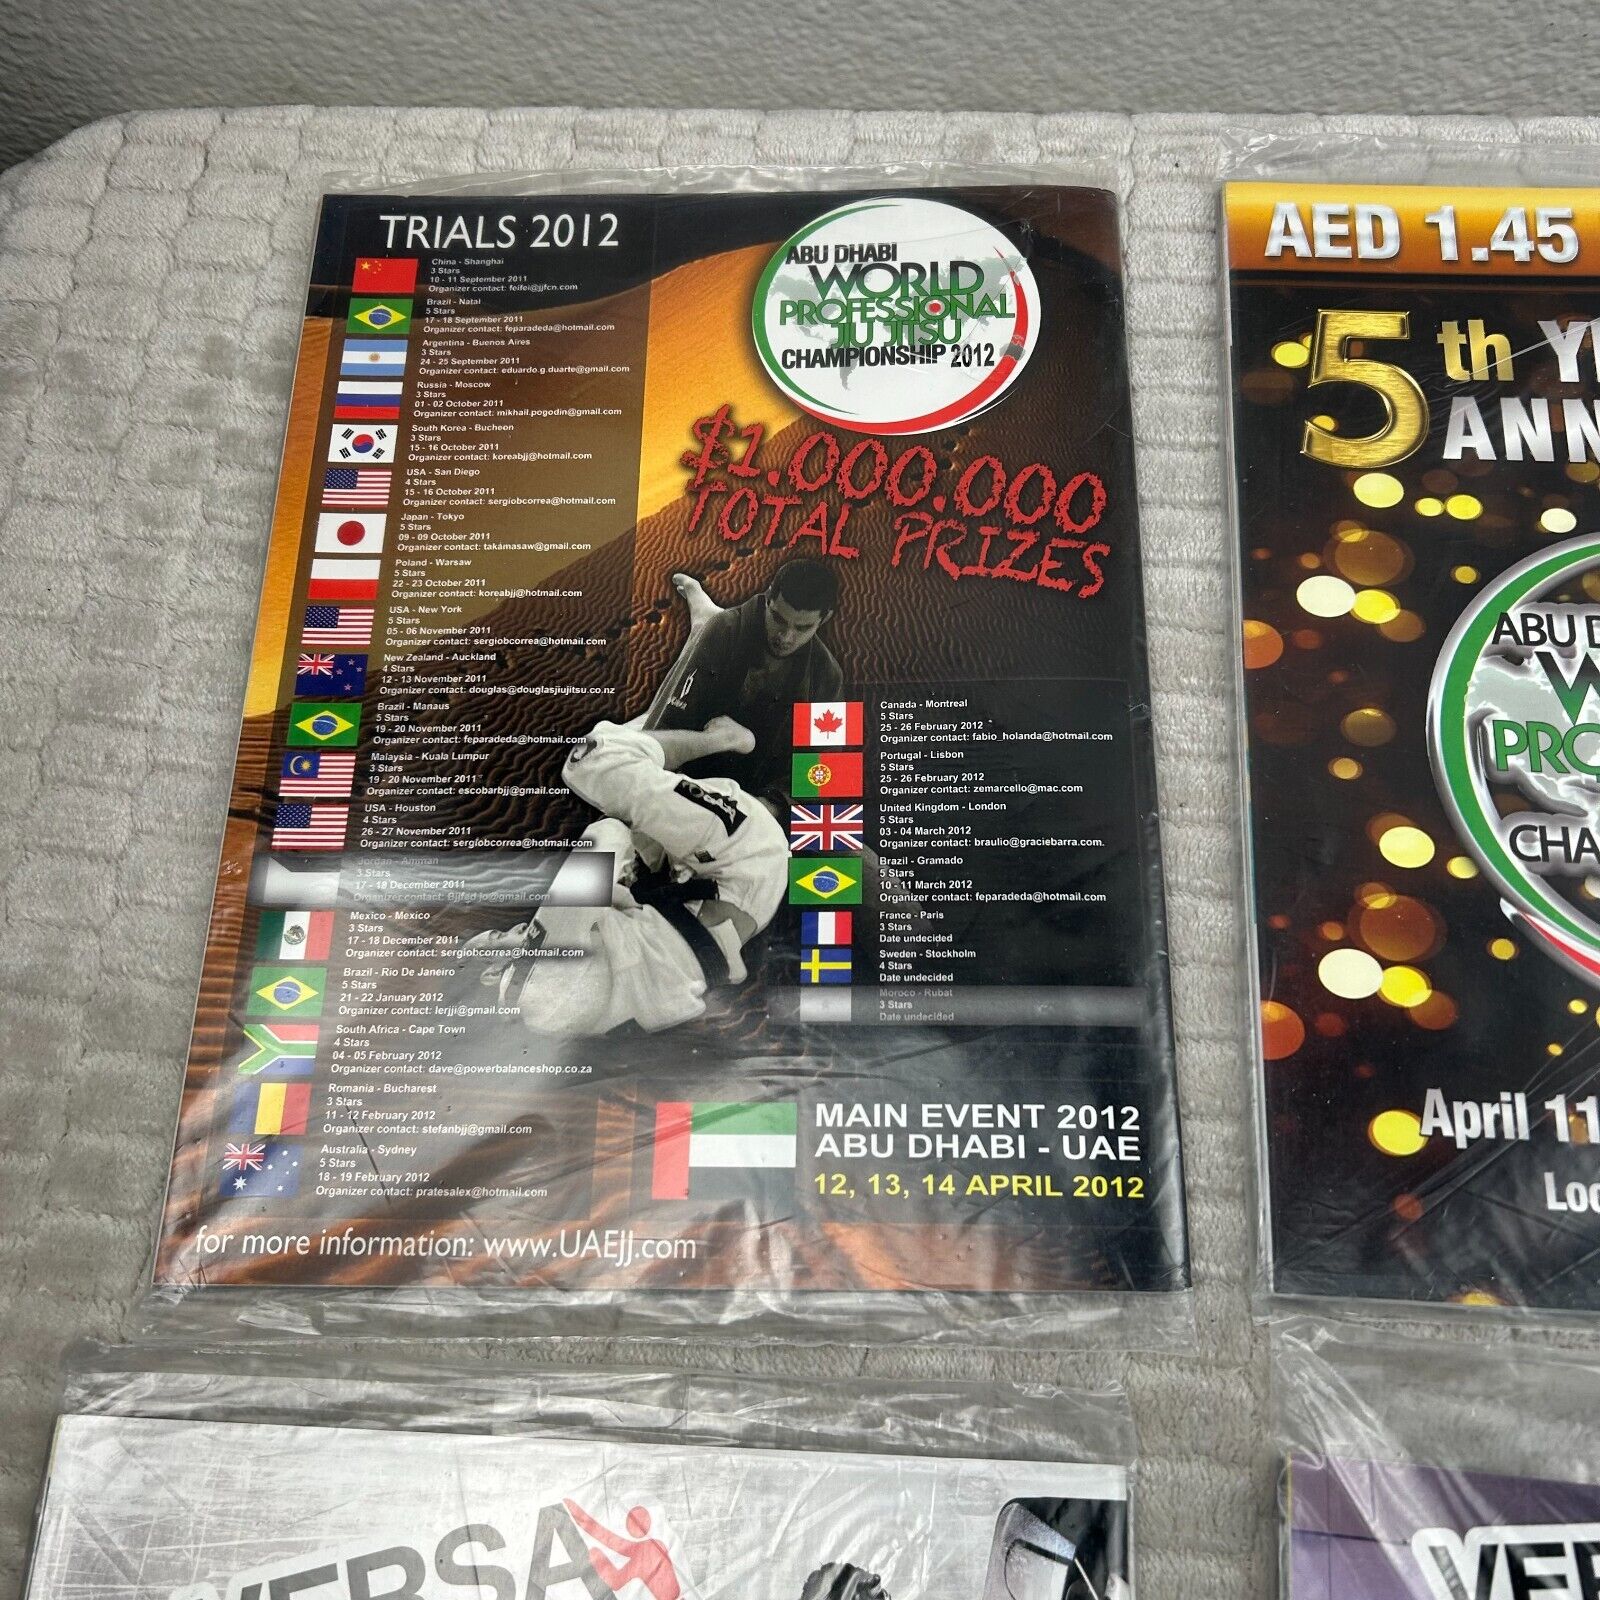 TRIALS 2012
China - Shanghai
3 Stars
10 - 11 September 2011
Organizer contact: feifei@jjfcn.com
Brazil - Natal
5 Stars
17 - 18 September 2011
Organizer contact: feparadeda@hotmail.com
Argentina - Buenos Aires
3 Stars
24 - 25 September 2011
Organizer contact: eduardo.g.duarte@gmail.com
Russia - Moscow
3 Stars
01 - 02 October 2011
Organizer contact: mikhail.pogodin@gmail.com
South Korea - Bucheon
3 Stars
15 - 16 October 2011
Organizer contact: koreabjj@hotmail.com
USA - San Diego
4 Stars
15 - 16 October 2011
Organizer contact: sergiobcorrea@hotmail.com
Japan - Tokyo
5 Stars
09 - 09 October 2011
Organizer contact: takamasaw@gmail.com
Poland - Warsaw
5 Stars
22 - 23 October 2011
Organizer contact: koreabjj@hotmail.com
USA - New York
5 Stars
05 - 06 November 2011
Organizer contact: sergiobcorrea@hotmail.com
New Zealand - Auckland
4 Stars
12 - 13 November 2011
Organizer contact: douglas@douglasjiujitsu.co.nz
Brazil - Manaus
5 Stars
19 - 20 November 2011
Organizer contact: feparadeda@hotmail.com
Malaysia - Kuala Lumpur
3 Stars
19 - 20 November 2011
Organizer contact: escobarbjj@gmail.com
USA - Houston
4 Stars
26 - 27 November 2011
Organizer contact: sergiobcorrea@hotmail.com
Jordan - Amman
3 Stars
17 - 18 December 2011
Organizer contact: Bjjfed.jo@gmail.com
Mexico - Mexico
3 Stars
17 - 18 December 2011
Organizer contact: sergiobcorrea@hotmail.com
Brazil - Rio De Janeiro
5 Stars
21 - 22 January 2012
Organizer contact: lerjji@gmail.com
South Africa - Cape Town
4 Stars
04 - 05 February 2012
Organizer contact: dave@powerbalanceshop.co.za
Romania - Bucharest
3 Stars
11 - 12 February 2012
Organizer contact: stefanbjj@gmail.com
Australia - Sydney
5 Stars
18 - 19 February 2012
Organizer contact: pratesalex@hotmail.com
for more information: www.UAEJJ.com
ABU DHABI
WORLD
PROFESSIONAL
JIU JITSU
CHAMPIONSHIP 2012
$1.000.000
TOTAL PRIZES
Canada - Montreal
5 Stars
25 - 26 February 2012
Organizer contact: fabio_holanda@hotmail.com
Portugal - Lisbon
5 Stars
25 - 26 February 2012
Organizer contact: zemarcello@mac.com
United Kingdom - London
5 Stars
03 - 04 March 2012
Organizer contact: braulio@graciebarra.com.
Brazil - Gramado
5 Stars
10 - 11 March 2012
Organizer contact: feparadeda@hotmail.com
France - Paris
3 Stars
Date undecided
Sweden - Stockholm
4 Stars
Date undecided
Moroco - Rubat
3 Stars
Date undecided
MAIN EVENT 2012
ABU DHABI - UAE
12, 13, 14 APRIL 2012
AED 1.45
5th YE
ANN
ABU D
W
PRO
CHA
April 11
Loc
VERSA
VE